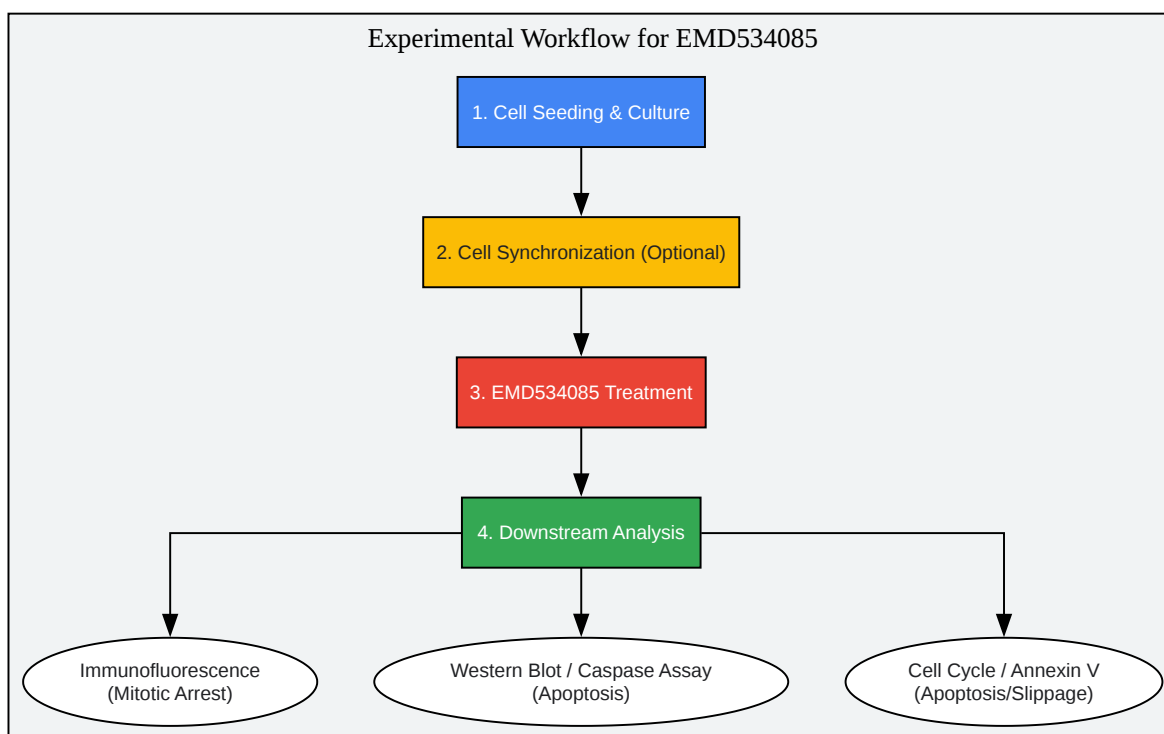 Experimental Workflow for EMD534085
1. Cell Seeding & Culture
2. Cell Synchronization (Optional)
3. EMD534085 Treatment
4. Downstream Analysis
Immunofluorescence
(Mitotic Arrest)
Western Blot / Caspase Assay
(Apoptosis)
Cell Cycle / Annexin V
(Apoptosis/Slippage)